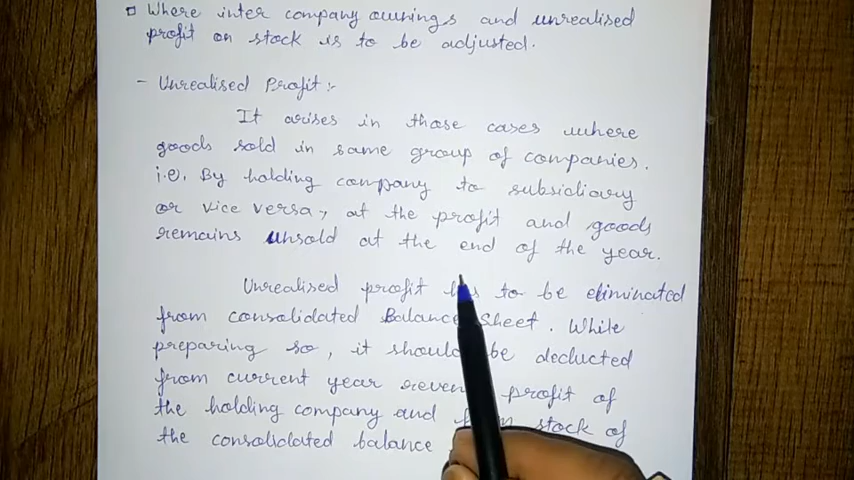 Where inter company ownings and unrealised
profit on stock is to be adjusted.
- Unrealised Profit :-
It arises in those cases where
goods sold in same group of companies.
i.e. By holding company to subsidiary
or vice versa, at the profit and goods
remains unsold at the end of the year.
Unrealised profit has to be eliminated
from consolidated Balance Sheet. While
preparing so, it should be deducted
from current year revenue profit of
the holding company and from stock of
the consolidated balance